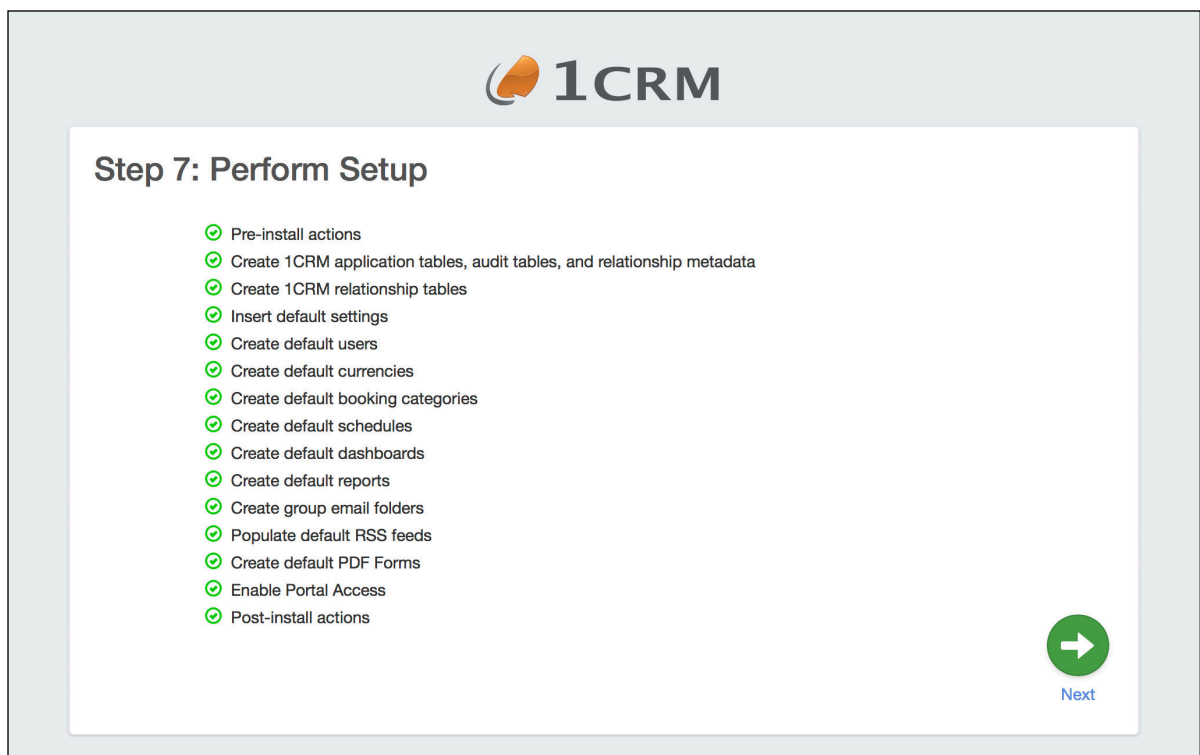 1CRM
Step 7: Perform Setup
Pre-install actions
Create 1CRM application tables, audit tables, and relationship metadata
Create 1CRM relationship tables
Insert default settings
Create default users
Create default currencies
Create default booking categories
Create default schedules
Create default dashboards
Create default reports
Create group email folders
Populate default RSS feeds
Create default PDF Forms
Enable Portal Access
Post-install actions
Next